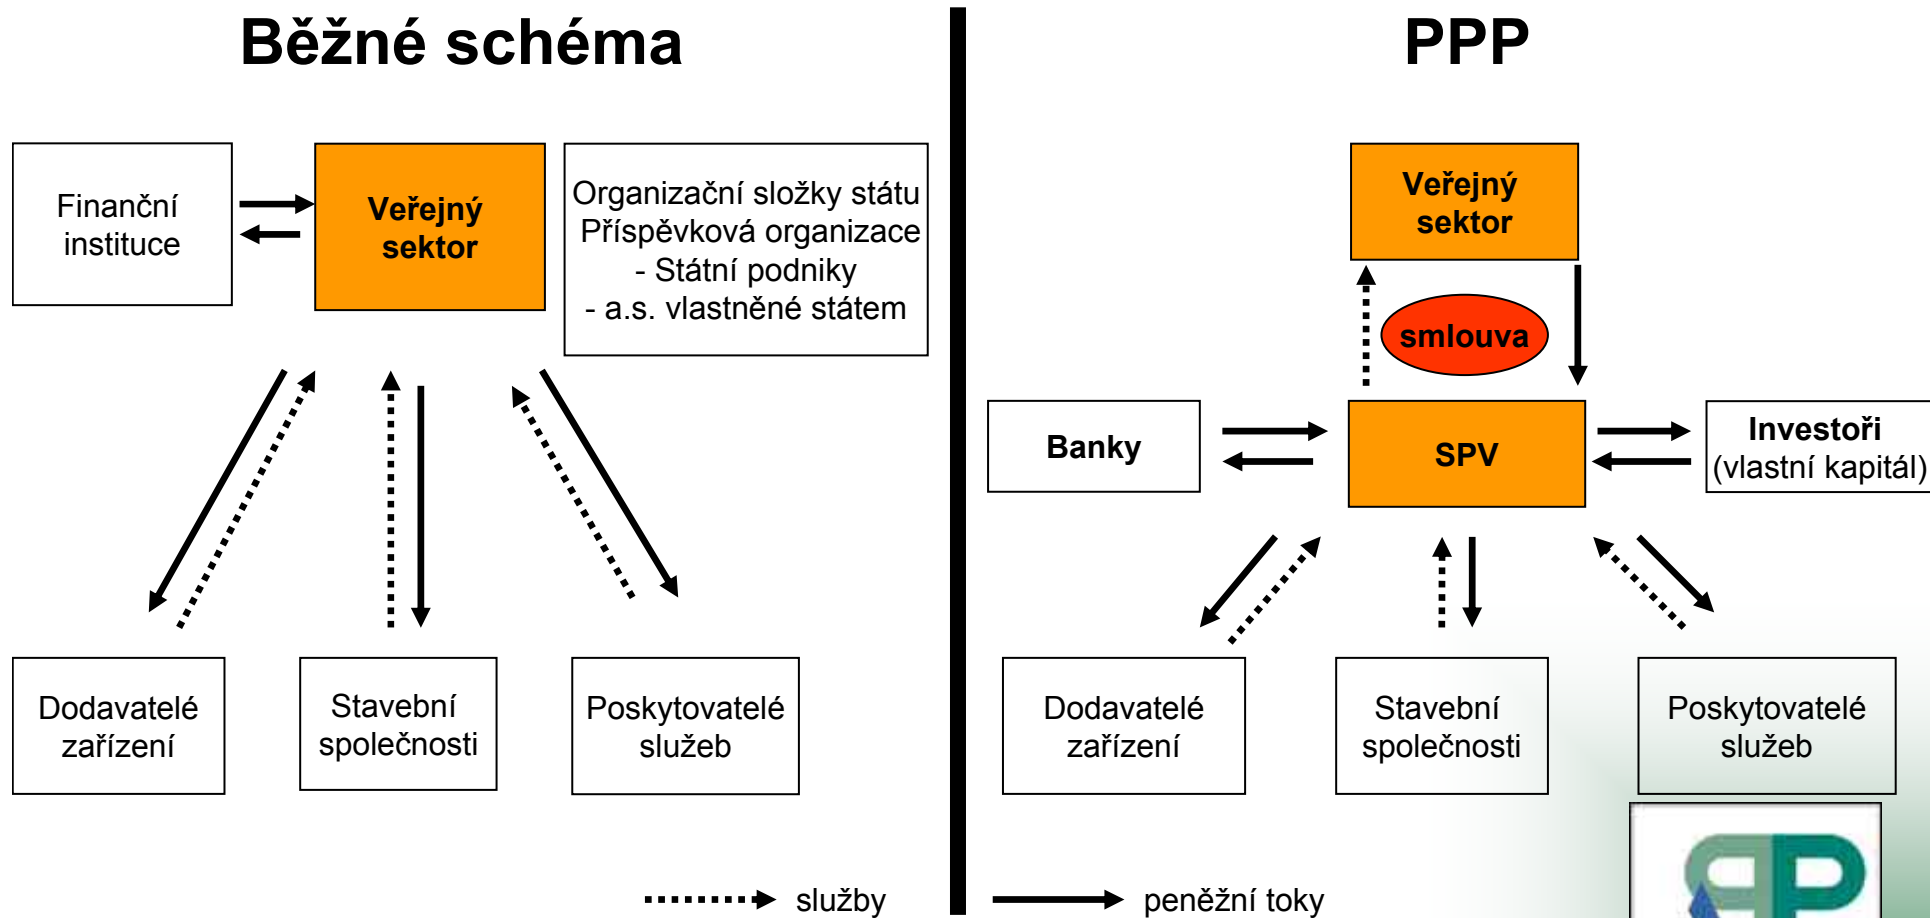 Běžné schéma
Finanční
instituce
Veřejný
sektor
Organizační složky státu
Příspěvková organizace
- Státní podniky
- a.s. vlastněné státem
Dodavatelé
zařízení
Stavební
společnosti
Poskytovatelé
služeb
PPP
Veřejný
sektor
smlouva
Banky
SPV
Investoři
(vlastní kapitál)
Dodavatelé
zařízení
Stavební
společnosti
Poskytovatelé
služeb
služby
peněžní toky